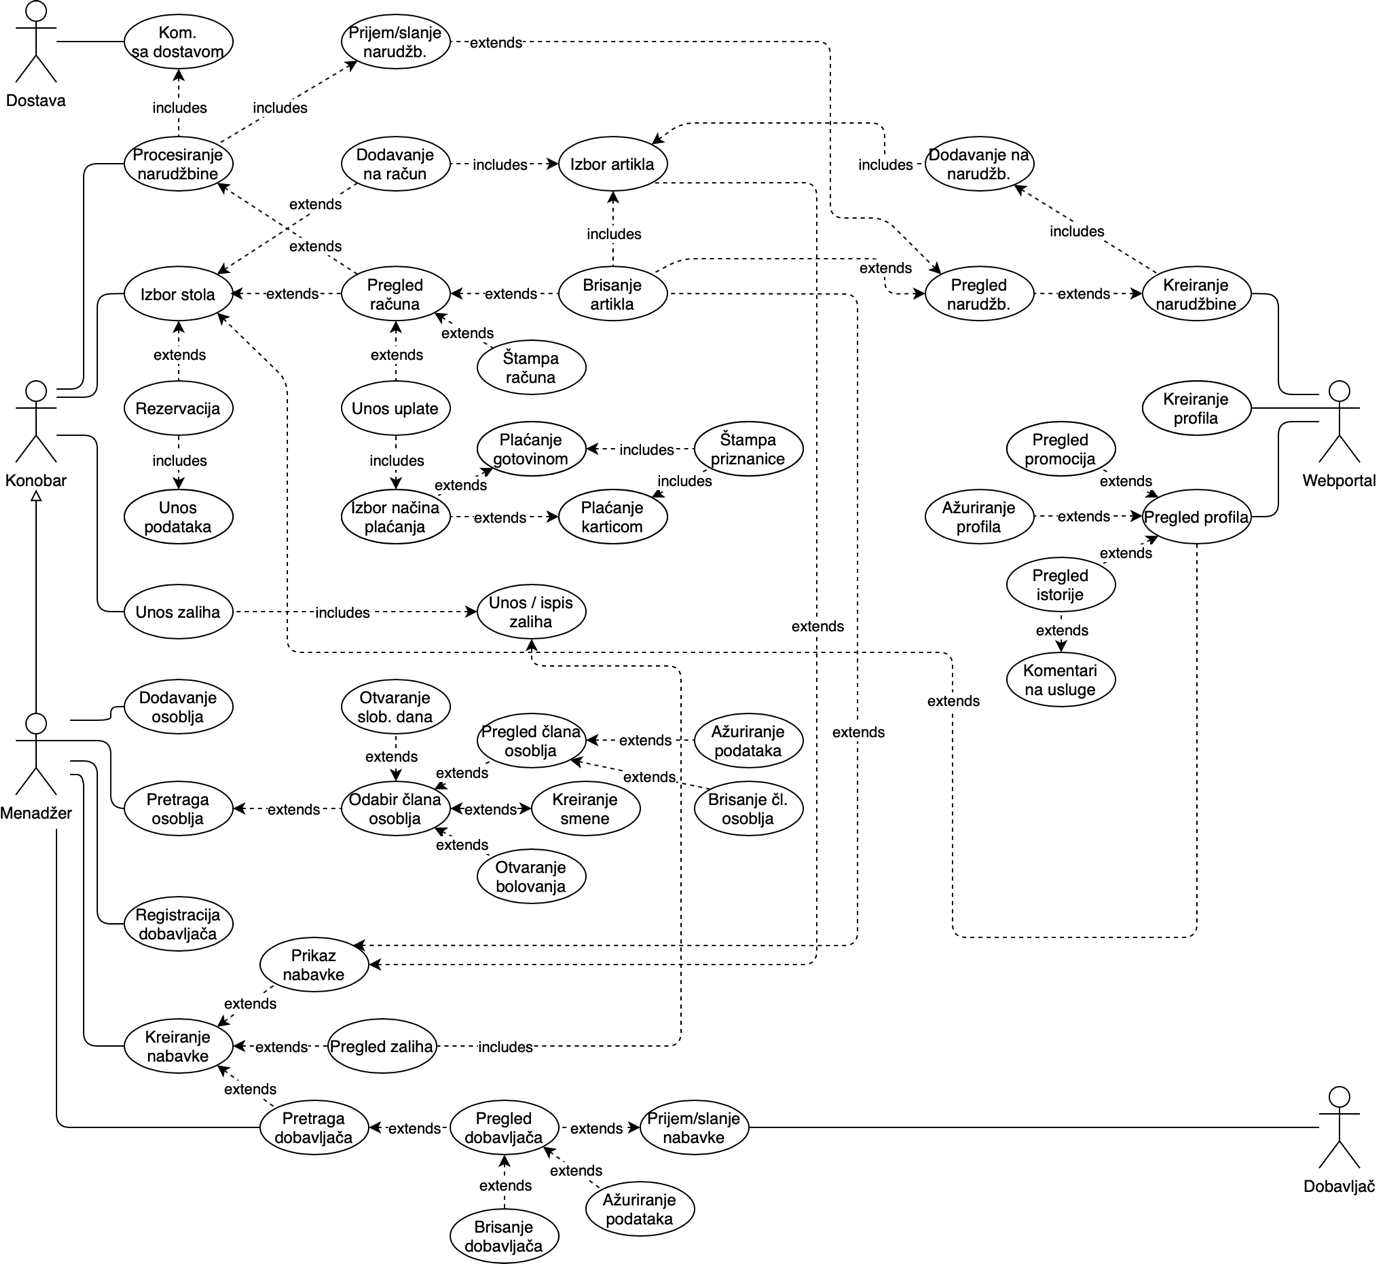 Kom.
sa dostavom
Prijem/slanje
narudžb.
extends
Dostava
includes
includes
Procesiranje
narudžbine
Dodavanje
na račun
includes
Izbor artikla
includes
Dodavanje na
narudžb.
extends
includes
includes
extends
extends
Izbor stola
extends
Pregled
računa
extends
Brisanje
artikla
Pregled
narudžb.
extends
Kreiranje
narudžbine
extends
extends
extends
Štampa
računa
Rezervacija
Unos uplate
Kreiranje
profila
Konobar
includes
includes
Plaćanje
gotovinom
includes
Štampa
priznanice
Pregled
promocija
Webportal
extends
includes
extends
Unos
podataka
Izbor načina
plaćanja
extends
Plaćanje
karticom
Ažuriranje
profila
extends
Pregled profila
extends
Pregled
istorije
Unos zaliha
includes
Unos / ispis
zaliha
extends
extends
Komentari
na usluge
Dodavanje
osoblja
Otvaranje
slob. dana
extends
Pregled člana
osoblja
extends
Ažuriranje
podataka
extends
extends
extends
extends
Menadžer
Pretraga
osoblja
extends
Odabir člana
osoblja
extends
Kreiranje
smene
Brisanje čl.
osoblja
extends
Otvaranje
bolovanja
Registracija
dobavljača
Prikaz
nabavke
extends
Kreiranje
nabavke
extends
Pregled zaliha
includes
extends
Pretraga
dobavljača
extends
Pregled
dobavljača
extends
Prijem/slanje
nabavke
Dobavljač
extends
extends
Ažuriranje
podataka
Brisanje
dobavljača